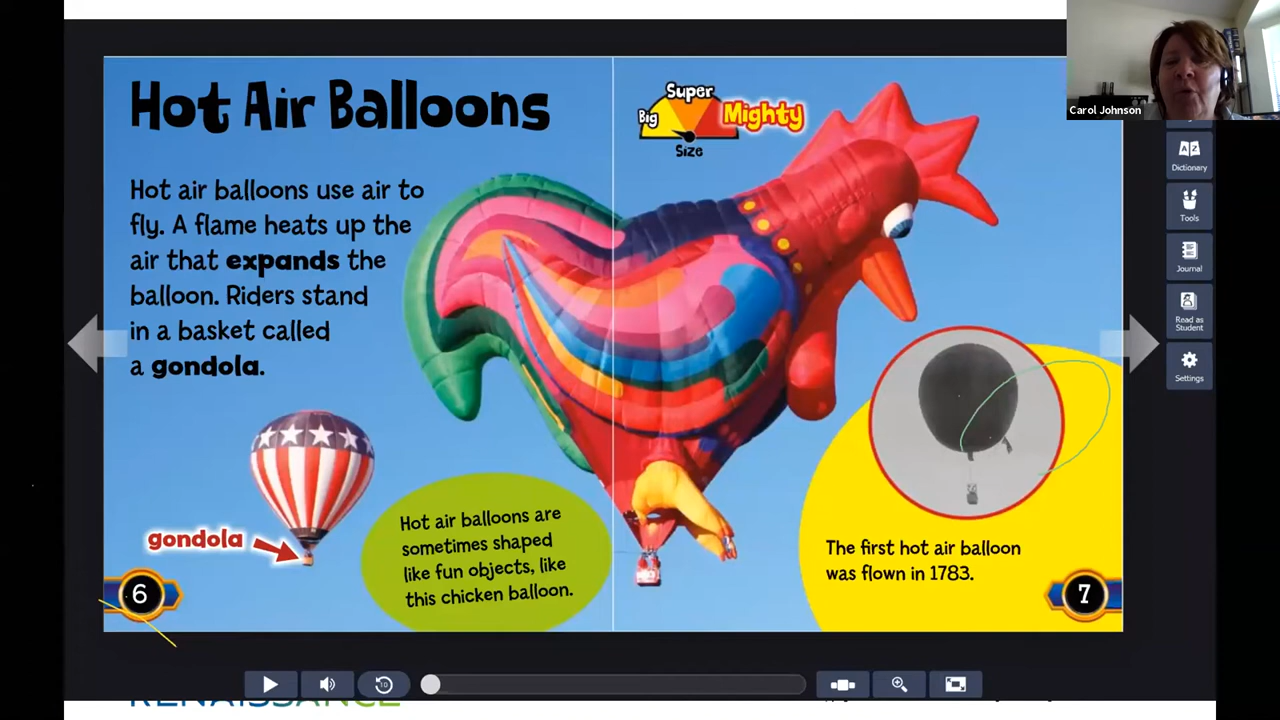 Hot Air Balloons
Hot air balloons use air to
fly. A flame heats up the
air that expands the
balloon. Riders stand
in a basket called
a gondola.
gondola
6
Hot air balloons are
sometimes shaped
like fun objects, like
this chicken balloon.
Big
Super
Mighty
Size
The first hot air balloon
was flown in 1783.
7
Carol Johnson
A Z
Dictionary
Tools
Journal
Read as
Student
Settings
10
RENAISSANCE